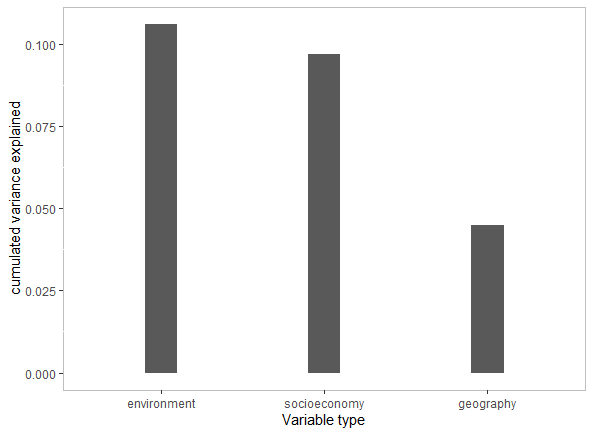 cumulated variance explained
0.100
0.075
0.050
0.025
0.000
environment
socioeconomy
geography
Variable type